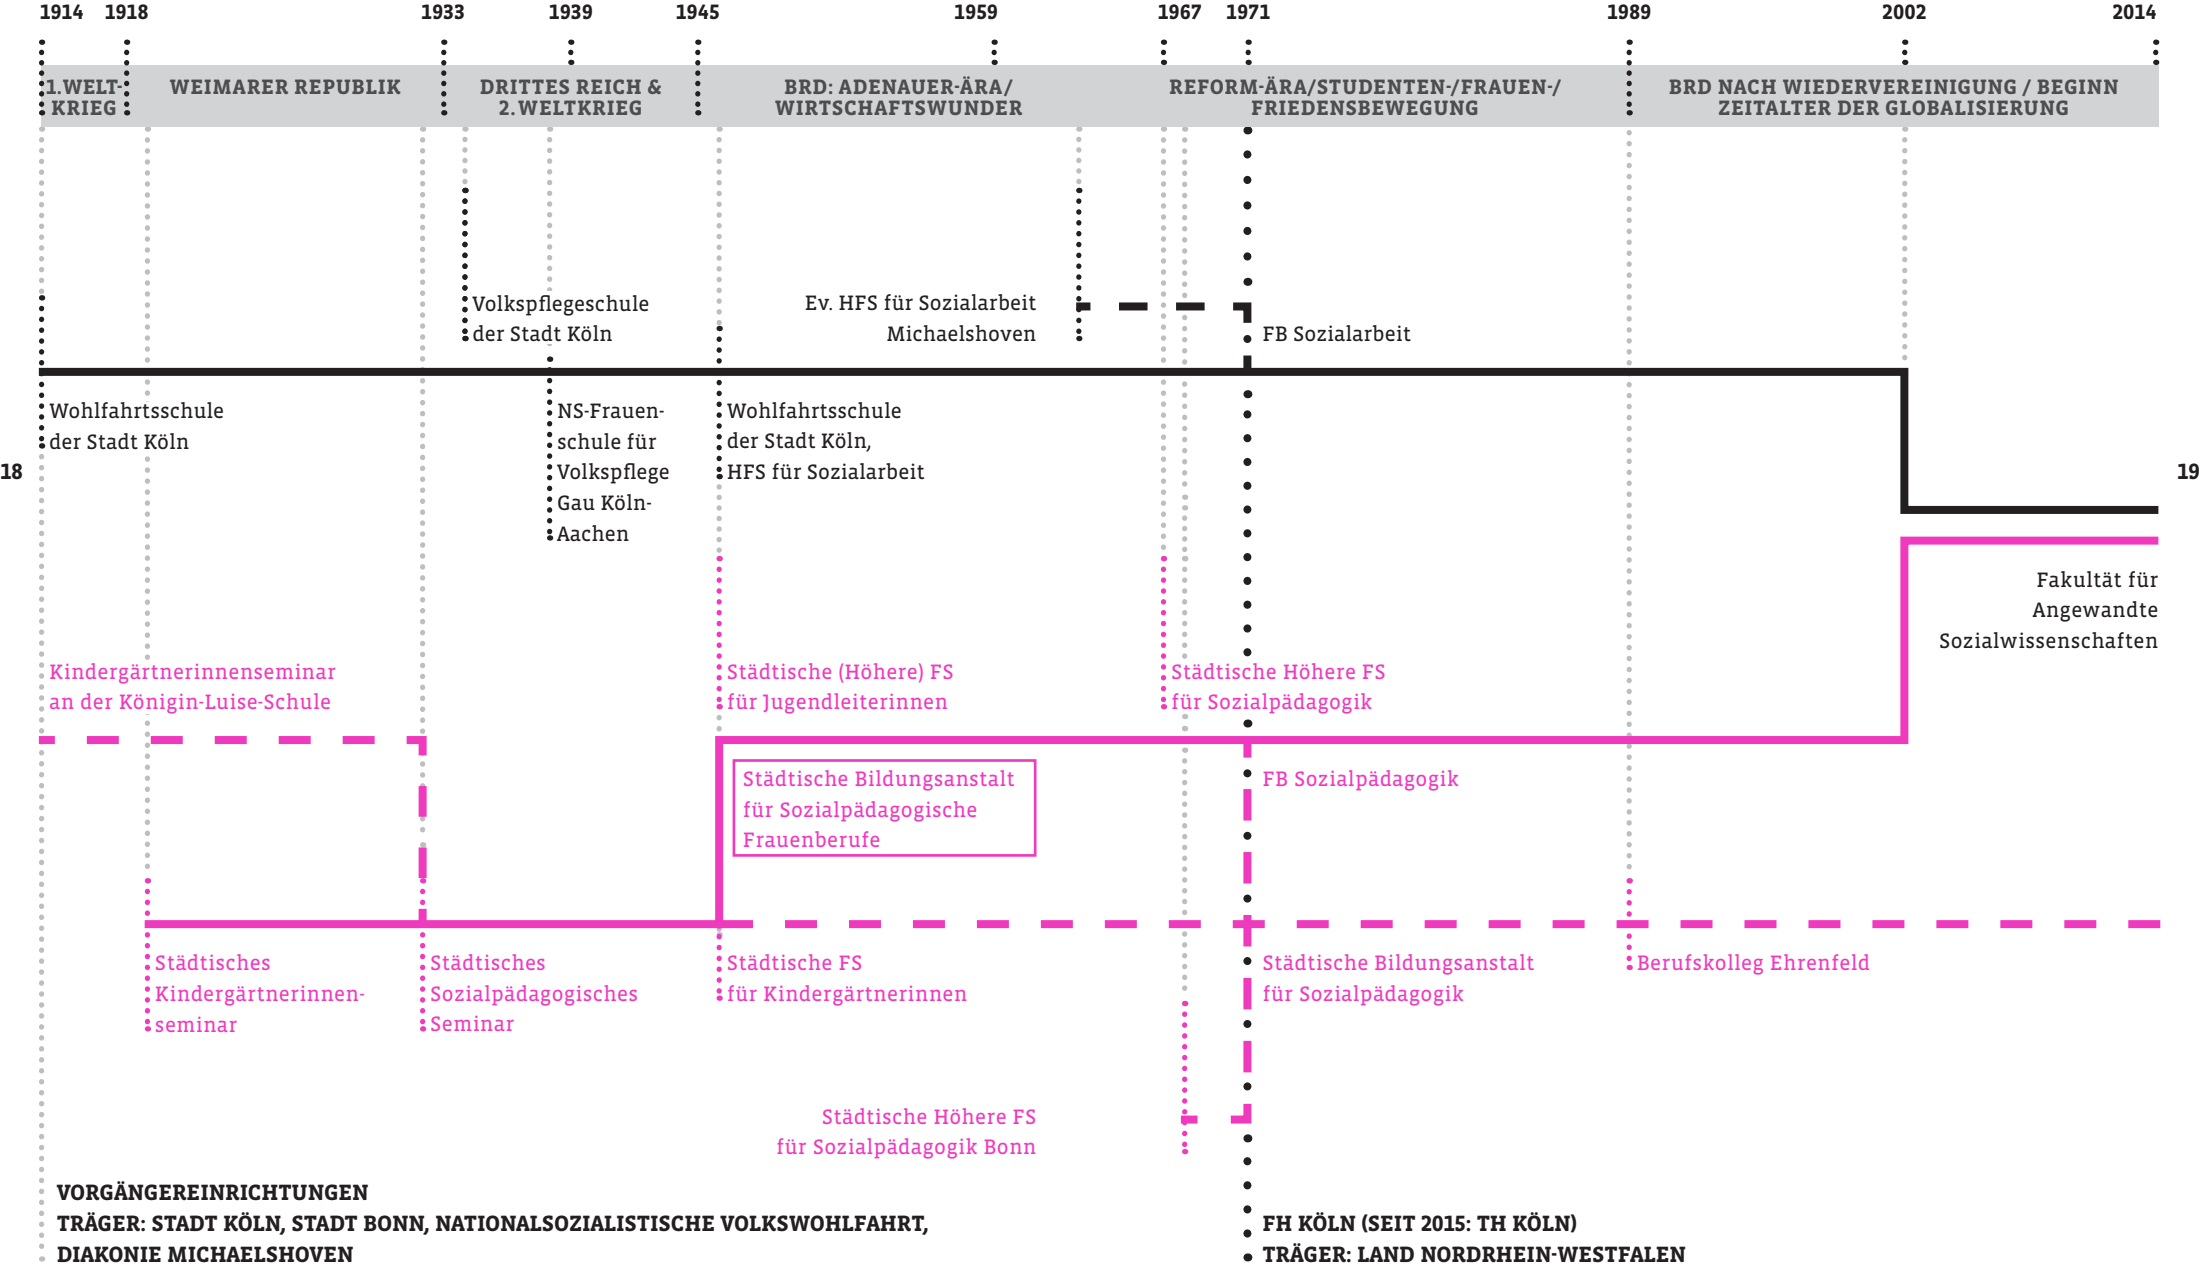 1914 1918 1933 1939 1945 1959 1967 1971 1989 2002 2014
1.WELT-
KRIEG
WEIMARER REPUBLIK
DRITTES REICH &
2.WELTKRIEG
BRD: ADENAUER-ÄRA/
WIRTSCHAFTSWUNDER
REFORM-ÄRA/STUDENTEN-/FRAUEN-/
FRIEDENSBEWEGUNG
BRD NACH WIEDERVEREINIGUNG / BEGINN
ZEITALTER DER GLOBALISIERUNG
Volkspflegeschule
der Stadt Köln
Ev. HFS für Sozialarbeit
Michaelshoven
FB Sozialarbeit
Wohlfahrtsschule
der Stadt Köln
NS-Frauen-
schule für
Volkspflege
Gau Köln-
Aachen
Wohlfahrtsschule
der Stadt Köln,
HFS für Sozialarbeit
18
19
Fakultät für
Angewandte
Sozialwissenschaften
Kindergärtnerinnenseminar
an der Königin-Luise-Schule
Städtische (Höhere) FS
für Jugendleiterinnen
Städtische Höhere FS
für Sozialpädagogik
Städtische Bildungsanstalt
für Sozialpädagogische
Frauenberufe
FB Sozialpädagogik
Städtisches
Kindergärtnerinnen-
seminar
Städtisches
Sozialpädagogisches
Seminar
Städtische FS
für Kindergärtnerinnen
Städtische Bildungsanstalt
für Sozialpädagogik
Berufskolleg Ehrenfeld
Städtische Höhere FS
für Sozialpädagogik Bonn
VORGÄNGEREINRICHTUNGEN
TRÄGER: STADT KÖLN, STADT BONN, NATIONALSOZIALISTISCHE VOLKSWOHLFAHRT,
DIAKONIE MICHAELSHOVEN
FH KÖLN (SEIT 2015: TH KÖLN)
TRÄGER: LAND NORDRHEIN-WESTFALEN